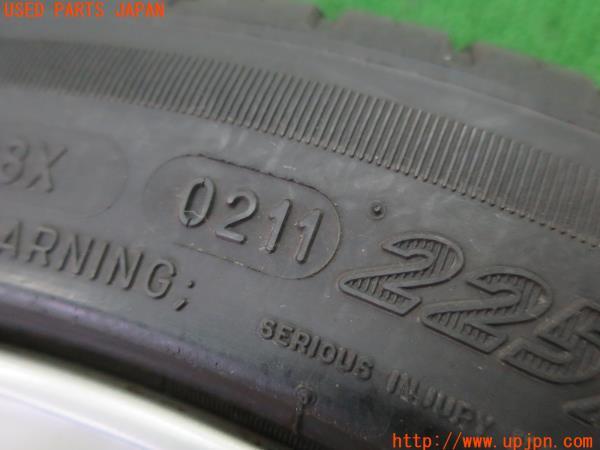 USED PARTS JAPAN
8X
0211
225
ARNING;
SERIOUS INJURY
http://www.upjpn.com/